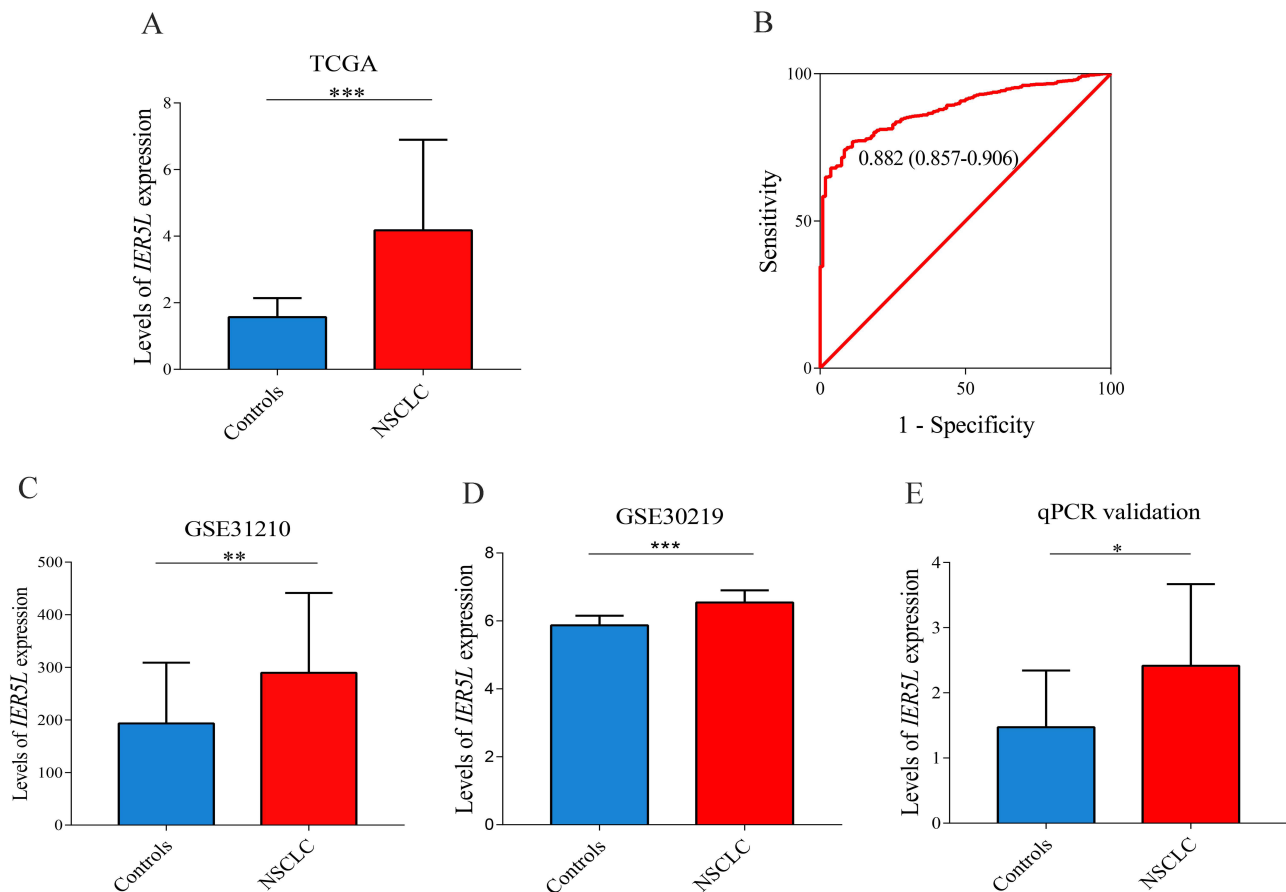 A
TCGA
***
Levels of IER5L expression
8
6
4
2
0
Controls
NSCLC
B
100
50
0
Sensitivity
0.882 (0.857-0.906)
0
50
100
1 - Specificity
C
GSE31210
**
Levels of IER5L expression
500
400
300
200
100
0
Controls
NSCLC
D
GSE30219
***
Levels of IER5L expression
8
6
4
2
0
Controls
NSCLC
E
qPCR validation
*
Levels of IER5L expression
4
3
2
1
0
Controls
NSCLC